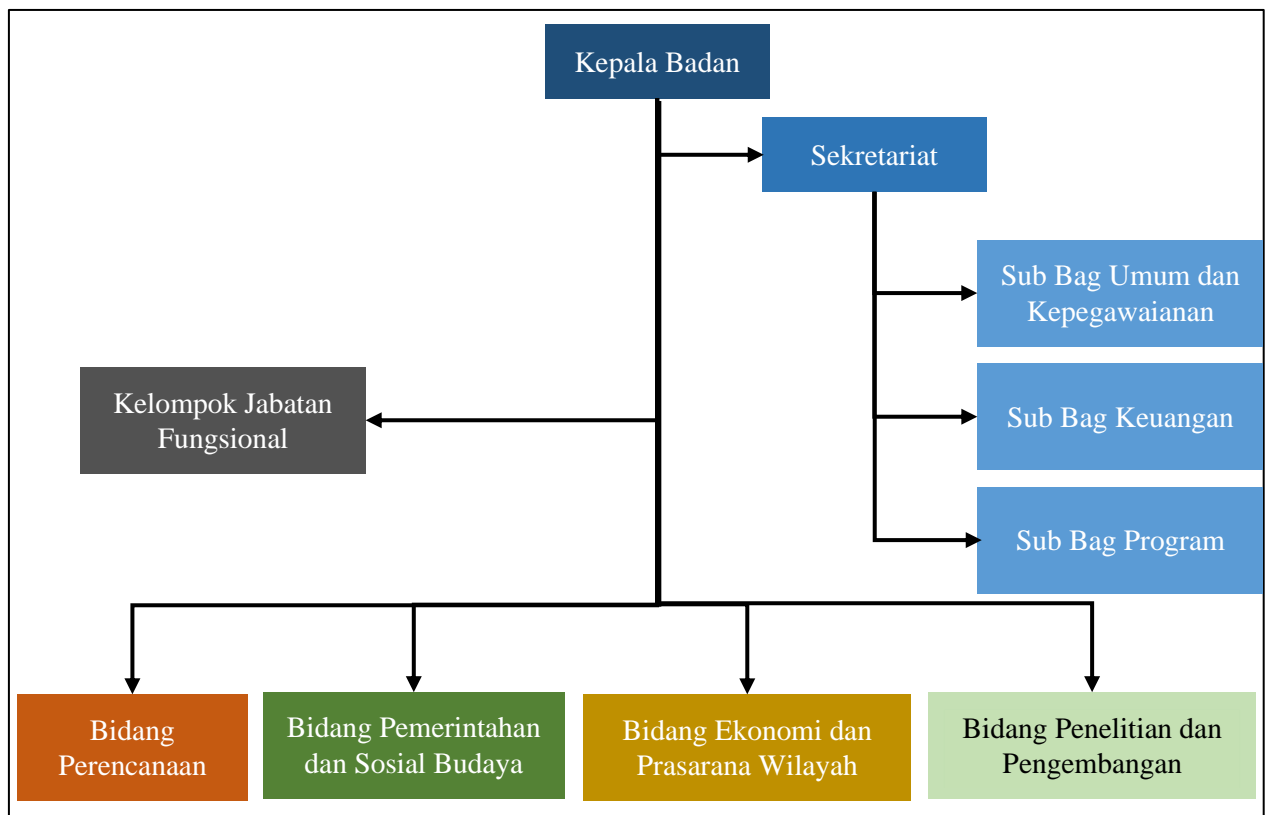 Kepala Badan
Sekretariat
Sub Bag Umum dan
Kepegawaianan
Kelompok Jabatan
Fungsional
Sub Bag Keuangan
Sub Bag Program
Bidang
Perencanaan
Bidang Pemerintahan
dan Sosial Budaya
Bidang Ekonomi dan
Prasarana Wilayah
Bidang Penelitian dan
Pengembangan